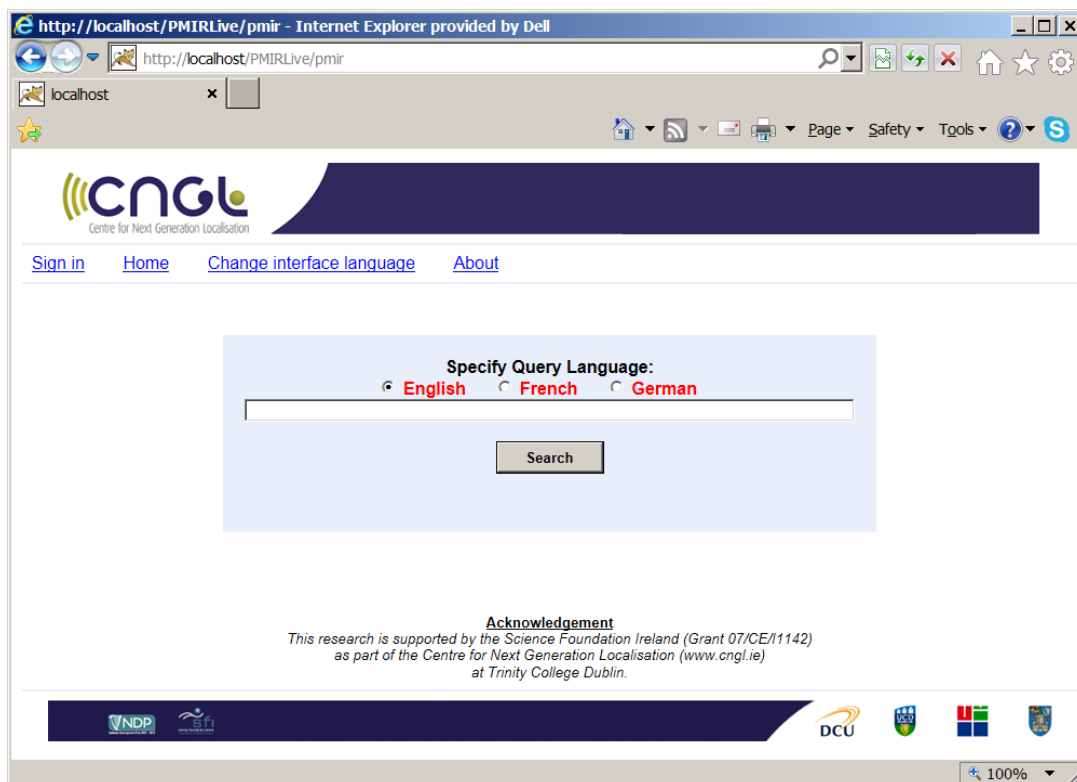 http://localhost/PMIRLive/pmir - Internet Explorer provided by Dell
http://localhost/PMIRLive/pmir
localhost
Page Safety Tools
CNGL
Centre for Next Generation Localisation
Sign in Home Change interface language About
Specify Query Language:
English French German
Search
Acknowledgement
This research is supported by the Science Foundation Ireland (Grant 07/CE/I1142)
as part of the Centre for Next Generation Localisation (www.cngl.ie)
at Trinity College Dublin.
NDP sfi DCU UCD
100%